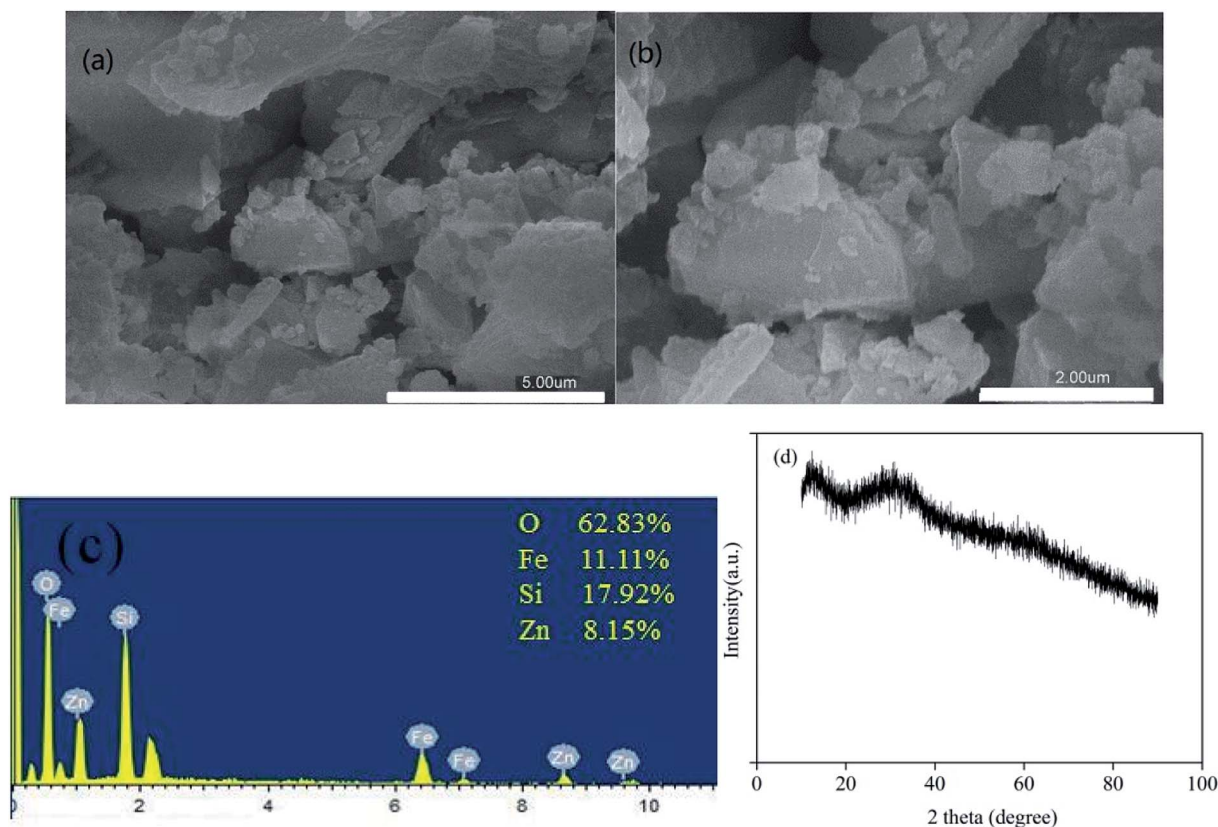 (a)
5.00um
(b)
2.00um
(c)
O 62.83%
Fe 11.11%
Si 17.92%
Zn 8.15%
O
Fe
Zn
Si
Fe
Fe
Zn
Zn
0 2 4 6 8 10
(d)
Intensity(a.u.)
0 20 40 60 80 100
2 theta (degree)